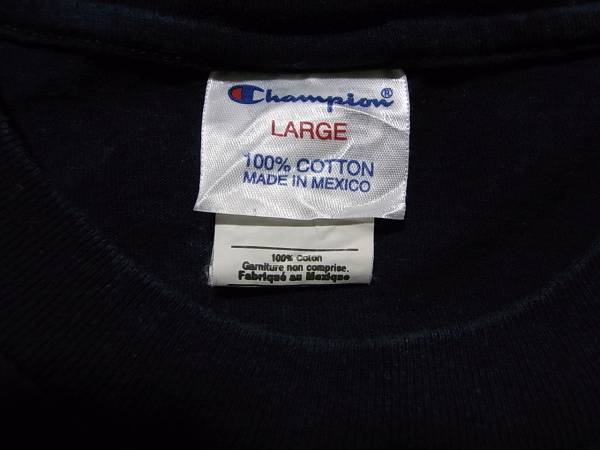 Champion®
LARGE
100% COTTON
MADE IN MEXICO
100% Coton
Garniture non comprise.
Fabriqué au Mexique